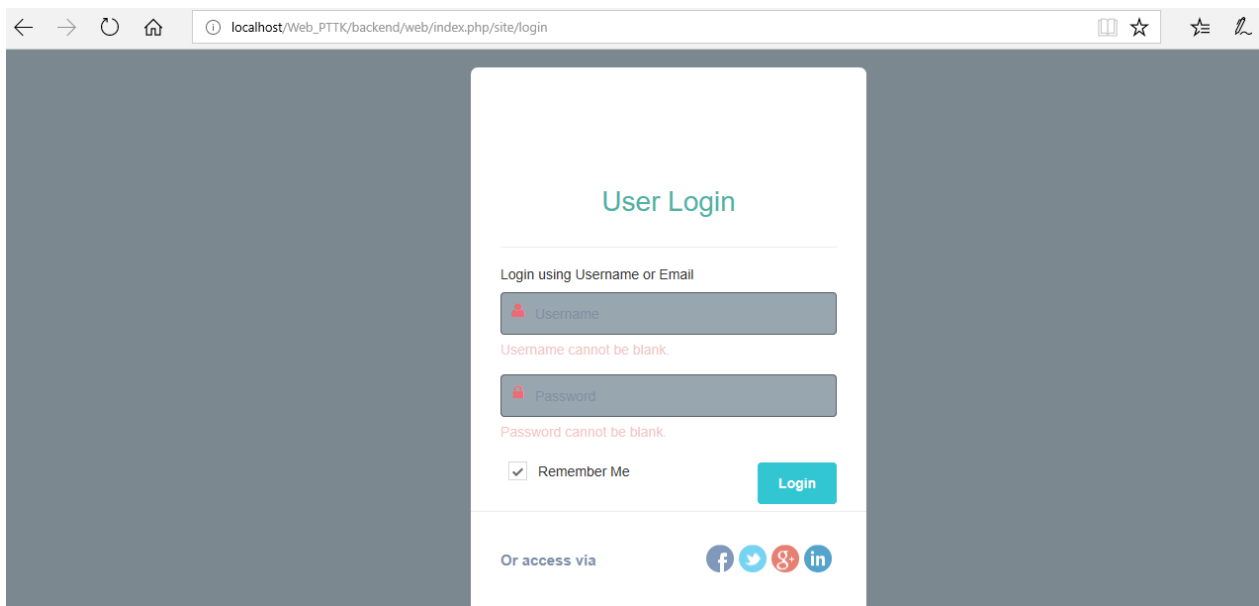 localhost/Web_PTTK/backend/web/index.php/site/login
User Login
Login using Username or Email
Username
Username cannot be blank.
Password
Password cannot be blank.
Remember Me
Login
Or access via